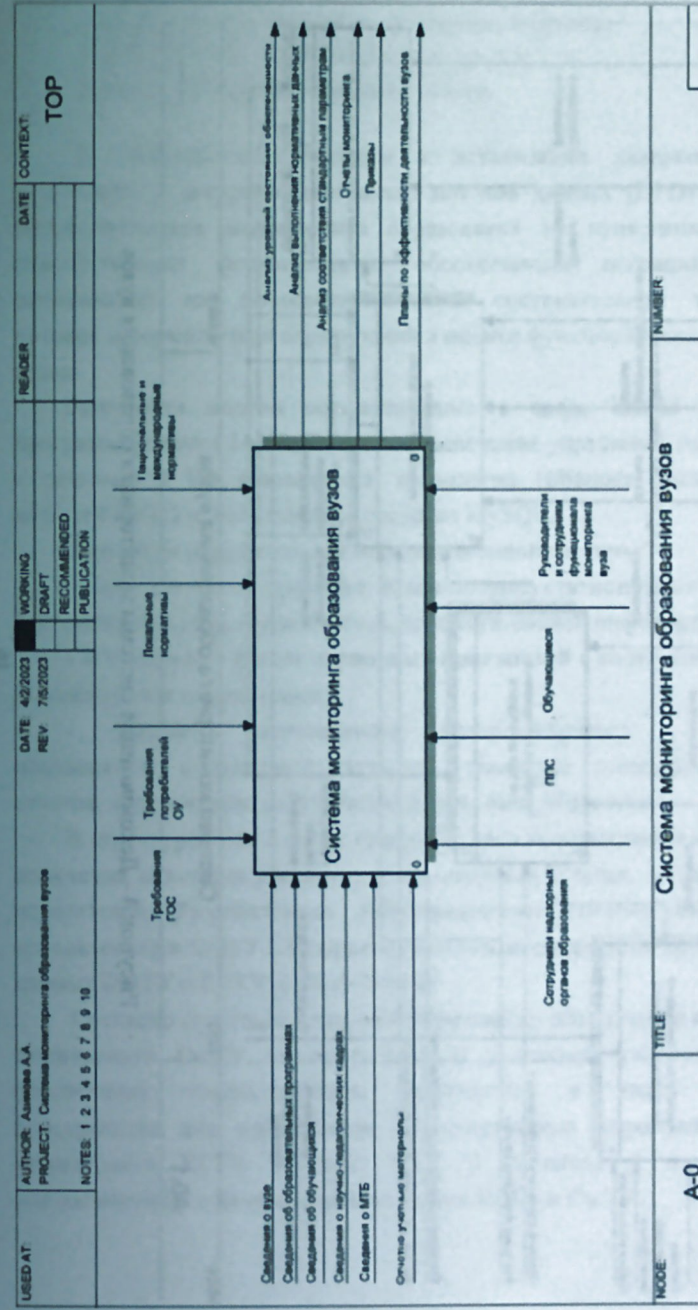 USED AT:
AUTHOR: Азимова А.А.
PROJECT: Система мониторинга образования вузов
NOTES: 1 2 3 4 5 6 7 8 9 10
DATE: 4/2/2023
REV: 7/5/2023
WORKING
DRAFT
RECOMMENDED
PUBLICATION
READER
DATE
CONTEXT:
TOP
Требования
ГОС
Требования
потребителей
ОУ
Локальные
нормативы
Национальные и
международные
нормативы
Сведения о вузе
Сведения об образовательных программах
Сведения об обучающихся
Сведения о научно-педагогических кадрах
Сведения о МТБ
Отчетно учетные материалы
Система мониторинга образования вузов
0
0
Анализ уровней состояния обеспеченности
Анализ выполнения нормативных данных
Анализ соответствия стандартным параметрам
Отчеты мониторинга
Приказы
Планы по эффективности деятельности вузов
Сотрудники надзорных
органов образования
ППС
Обучающиеся
Руководители
и сотрудники
функционала
мониторинга
вуза
NODE:
A-0
TITLE:
Система мониторинга образования вузов
NUMBER: